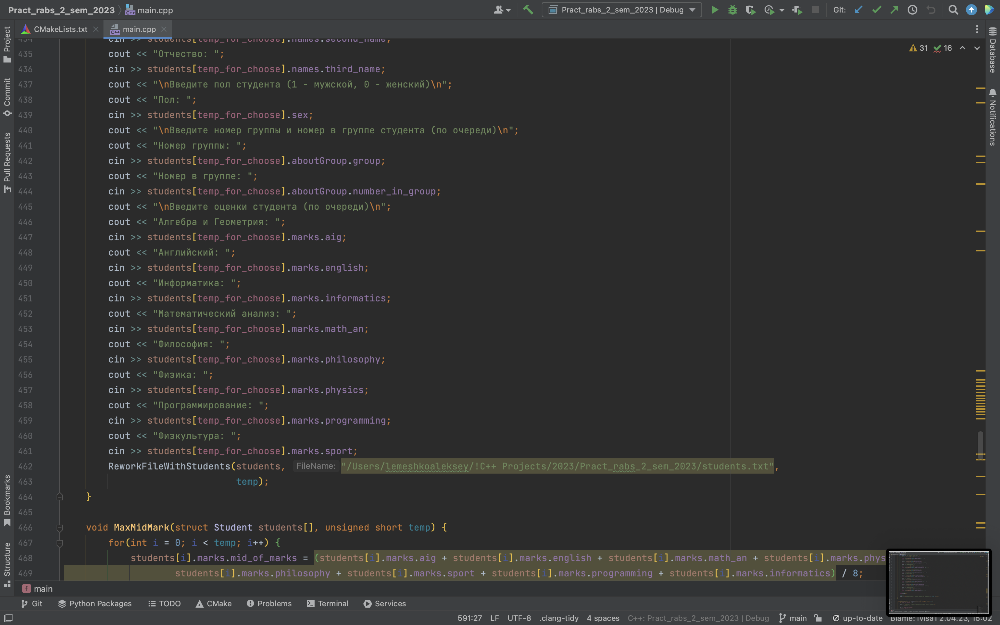 Pract_rabs_2_sem_2023 main.cpp Pract_rabs_2_sem_2023 | Debug Git:
CMakeLists.txt main.cpp
Project
Commit
Pull Requests
Bookmarks
Structure
Database
Notifications
31 16
434 cin >> students[temp_for_choose].names.second_name;
435 cout << "Отчество: ";
436 cin >> students[temp_for_choose].names.third_name;
437 cout << "\nВведите пол студента (1 - мужской, 0 - женский)\n";
438 cout << "Пол: ";
439 cin >> students[temp_for_choose].sex;
440 cout << "\nВведите номер группы и номер в группе студента (по очереди)\n";
441 cout << "Номер группы: ";
442 cin >> students[temp_for_choose].aboutGroup.group;
443 cout << "Номер в группе: ";
444 cin >> students[temp_for_choose].aboutGroup.number_in_group;
445 cout << "\nВведите оценки студента (по очереди)\n";
446 cout << "Алгебра и Геометрия: ";
447 cin >> students[temp_for_choose].marks.aig;
448 cout << "Английский: ";
449 cin >> students[temp_for_choose].marks.english;
450 cout << "Информатика: ";
451 cin >> students[temp_for_choose].marks.informatics;
452 cout << "Математический анализ: ";
453 cin >> students[temp_for_choose].marks.math_an;
454 cout << "Философия: ";
455 cin >> students[temp_for_choose].marks.philosophy;
456 cout << "Физика: ";
457 cin >> students[temp_for_choose].marks.physics;
458 cout << "Программирование: ";
459 cin >> students[temp_for_choose].marks.programming;
460 cout << "Физкультура: ";
461 cin >> students[temp_for_choose].marks.sport;
462 ReworkFileWithStudents(students, FileName: "/Users/lemeshkoaleksey/!C++ Projects/2023/Pract_rabs_2_sem_2023/students.txt",
463 temp);
464 }
465
466 void MaxMidMark(struct Student students[], unsigned short temp) {
467 for(int i = 0; i < temp; i++) {
468 students[i].marks.mid_of_marks = (students[i].marks.aig + students[i].marks.english + students[i].marks.math_an + students[i].marks.phys
469 students[i].marks.philosophy + students[i].marks.sport + students[i].marks.programming + students[i].marks.informatics) / 8;
f main
Git Python Packages TODO CMake Problems Terminal Services
591:27 LF UTF-8 .clang-tidy 4 spaces C++: Pract_rabs_2_sem_2023 | Debug main up-to-date Blame: 1visa1 2.04.23, 15:02